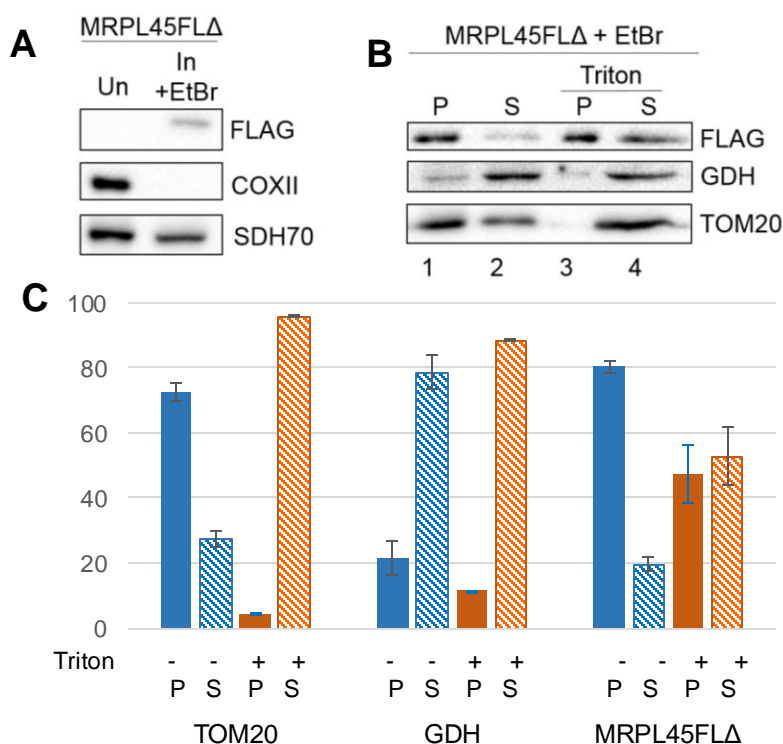 A
MRPL45FLΔ
Un
In
+EtBr
FLAG
COXII
SDH70
B
MRPL45FLΔ + EtBr
Triton
P S P S
FLAG
GDH
TOM20
1 2 3 4
C
100
80
60
40
20
0
Triton - - + + - - + + - - + +
P S P S P S P S P S P S
TOM20 GDH MRPL45FLΔ